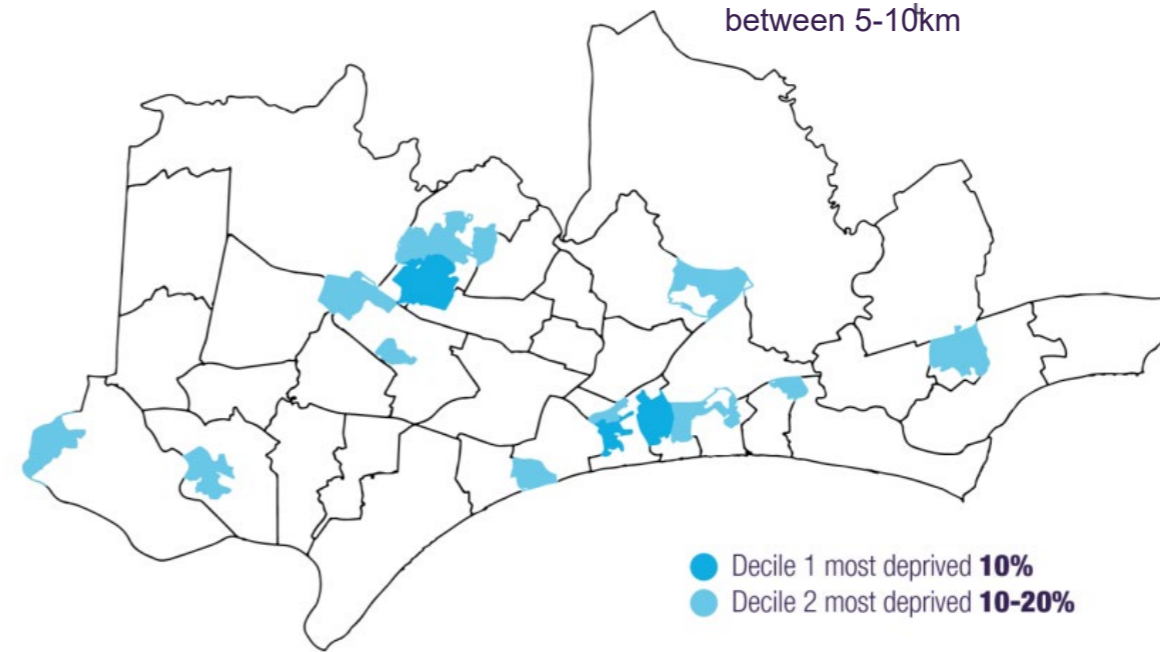 between 5-10km
Decile 1 most deprived 10%
Decile 2 most deprived 10-20%